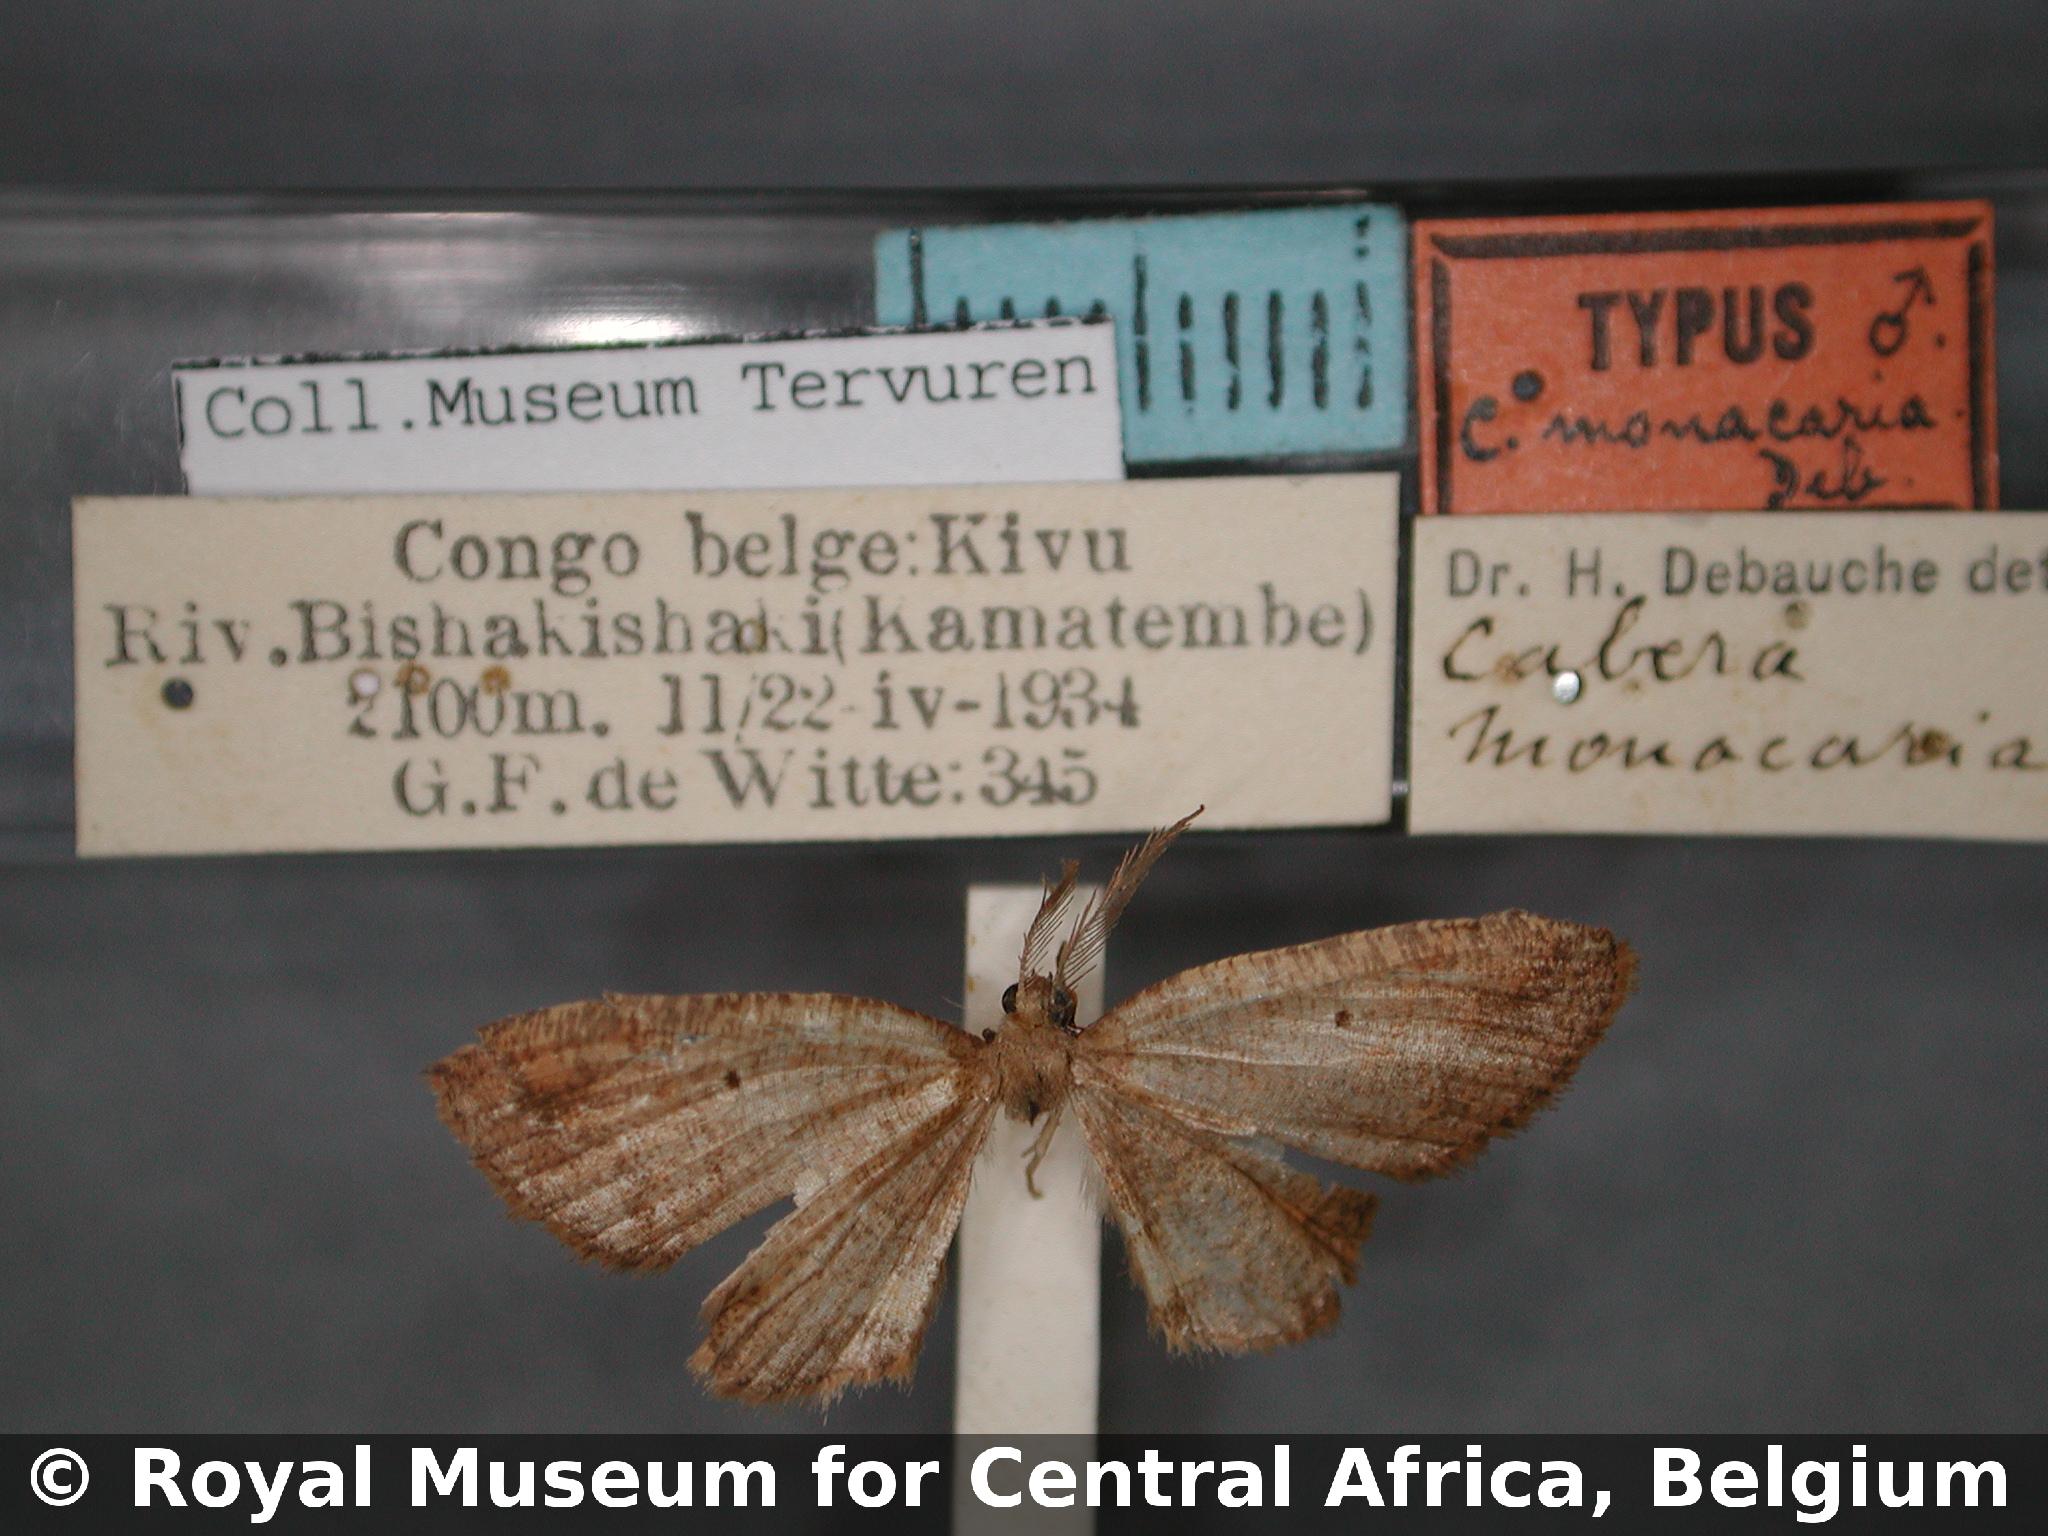 Coll.Museum Tervuren
TYPUS ♂.
C. monacaria
Deb.
Congo belge:Kivu
Riv.Bishakishaki(Kamatembe)
2100m. 11/22-iv-1934
G.F.de Witte:345
Dr. H. Debauche det
Cabera
monacaria
© Royal Museum for Central Africa, Belgium